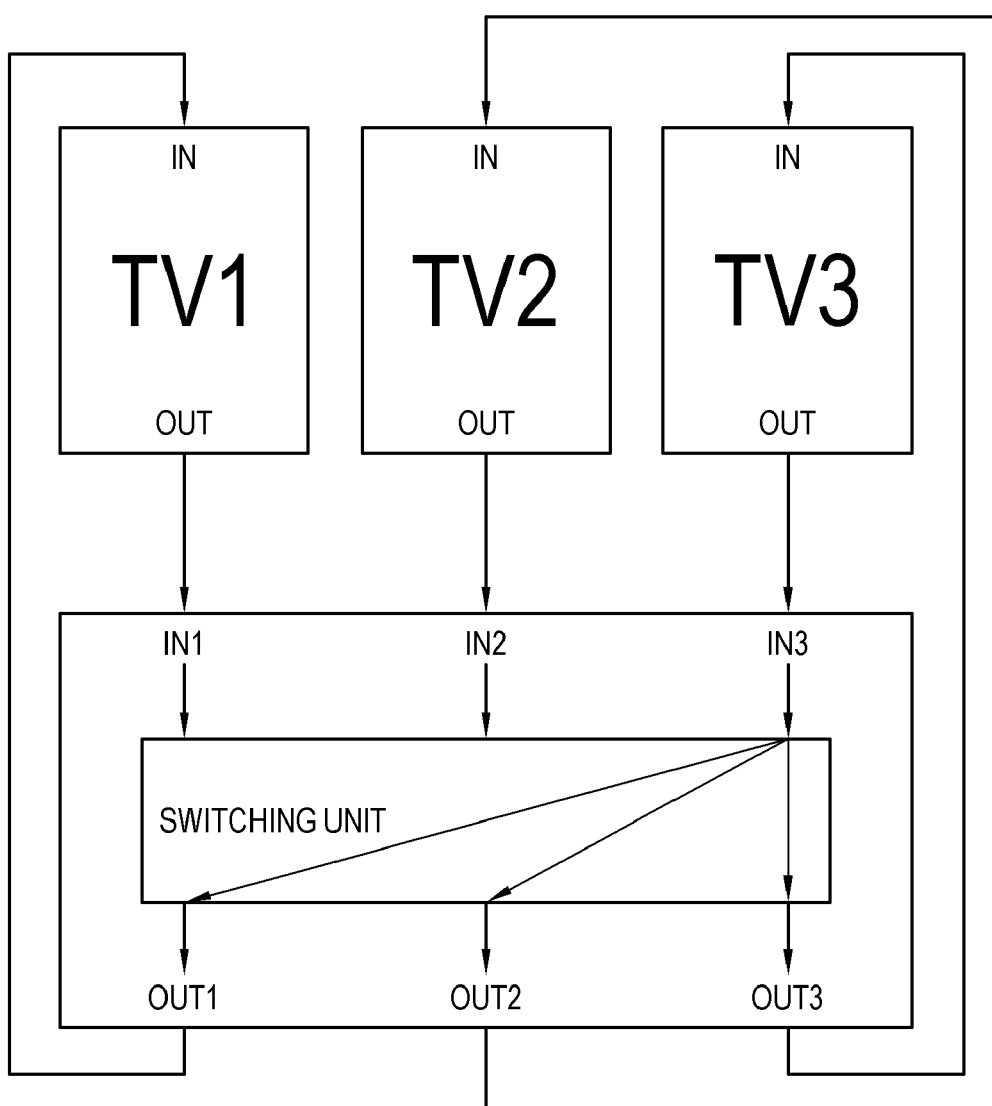 IN
IN
IN
TV1
TV2
TV3
OUT
OUT
OUT
IN1
IN2
IN3
SWITCHING UNIT
OUT1
OUT2
OUT3